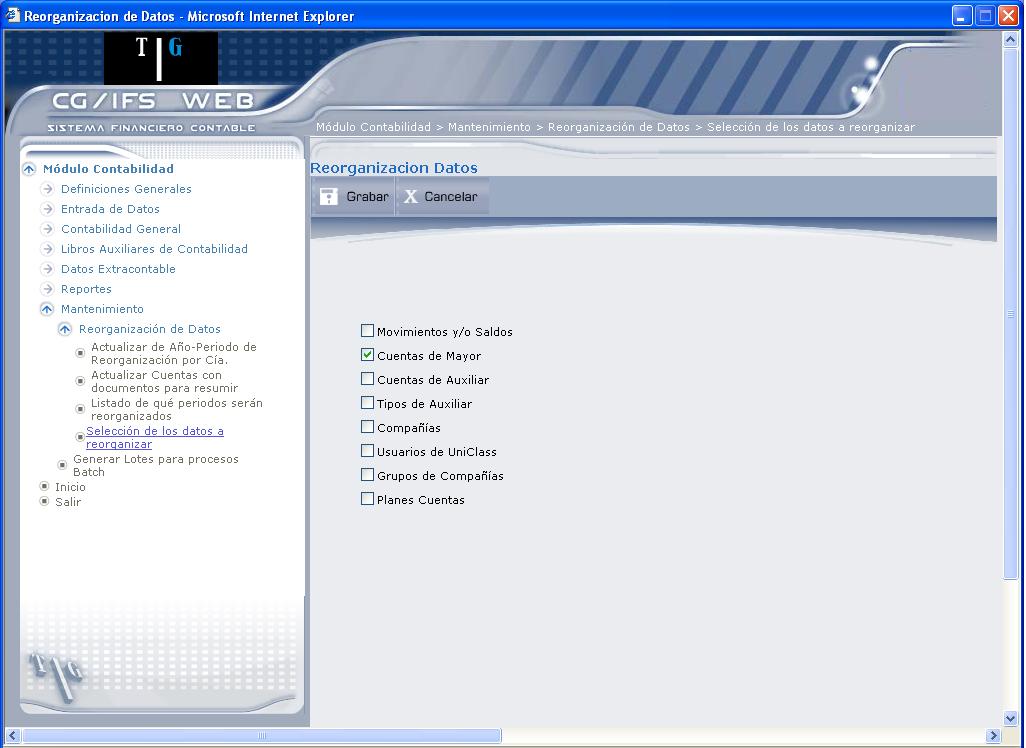 Reorganizacion de Datos - Microsoft Internet Explorer
T G
CG/IFS WEB
SISTEMA FINANCIERO CONTABLE
Módulo Contabilidad > Mantenimiento > Reorganización de Datos > Selección de los datos a reorganizar
Módulo Contabilidad
Definiciones Generales
Entrada de Datos
Contabilidad General
Libros Auxiliares de Contabilidad
Datos Extracontable
Reportes
Mantenimiento
Reorganización de Datos
Actualizar de Año-Periodo de
Reorganización por Cía.
Actualizar Cuentas con
documentos para resumir
Listado de qué periodos serán
reorganizados
Selección de los datos a
reorganizar
Generar Lotes para procesos
Batch
Inicio
Salir
TG
Reorganizacion Datos
Grabar
X Cancelar
Movimientos y/o Saldos
Cuentas de Mayor
Cuentas de Auxiliar
Tipos de Auxiliar
Compañías
Usuarios de UniClass
Grupos de Compañías
Planes Cuentas